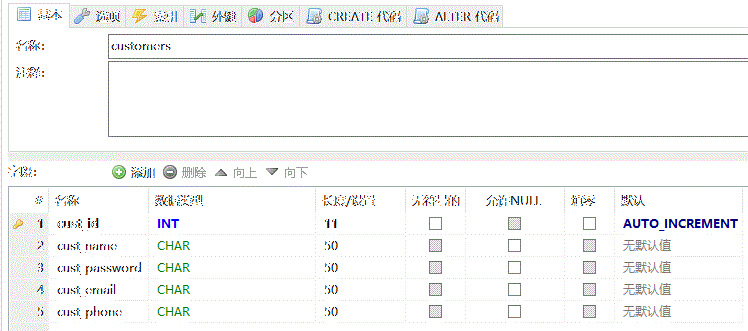 基本 选项 索引 外键 分区 CREATE 代码 ALTER 代码
名称: customers
注释:
字段: 添加 删除 向上 向下
# 名称 数据类型 长度/设置 无符号的 允许NULL 填零 默认
1 cust_id INT 11 AUTO_INCREMENT
2 cust_name CHAR 50 无默认值
3 cust_password CHAR 50 无默认值
4 cust_email CHAR 50 无默认值
5 cust_phone CHAR 50 无默认值